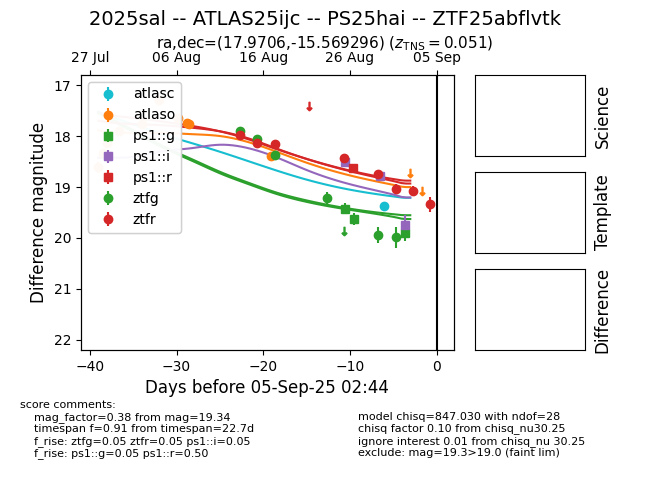 2025sal -- ATLAS25ijc -- PS25hai -- ZTF25abflvtk
ra,dec=(17.9706,-15.569296) (zTNS = 0.051)
27 Jul 06 Aug 16 Aug 26 Aug 05 Sep
atlasc
atlaso
ps1::g
ps1::i
ps1::r
ztfg
ztfr
17
18
19
20
21
22
Difference magnitude
−40 −30 −20 −10 0
Days before 05-Sep-25 02:44
Science
Template
Difference
score comments:
mag_factor=0.38 from mag=19.34
timespan f=0.91 from timespan=22.7d
f_rise: ztfg=0.05 ztfr=0.05 ps1::i=0.05
f_rise: ps1::g=0.05 ps1::r=0.50
model chisq=847.030 with ndof=28
chisq factor 0.10 from chisq_nu30.25
ignore interest 0.01 from chisq_nu 30.25
exclude: mag=19.3>19.0 (faint lim)